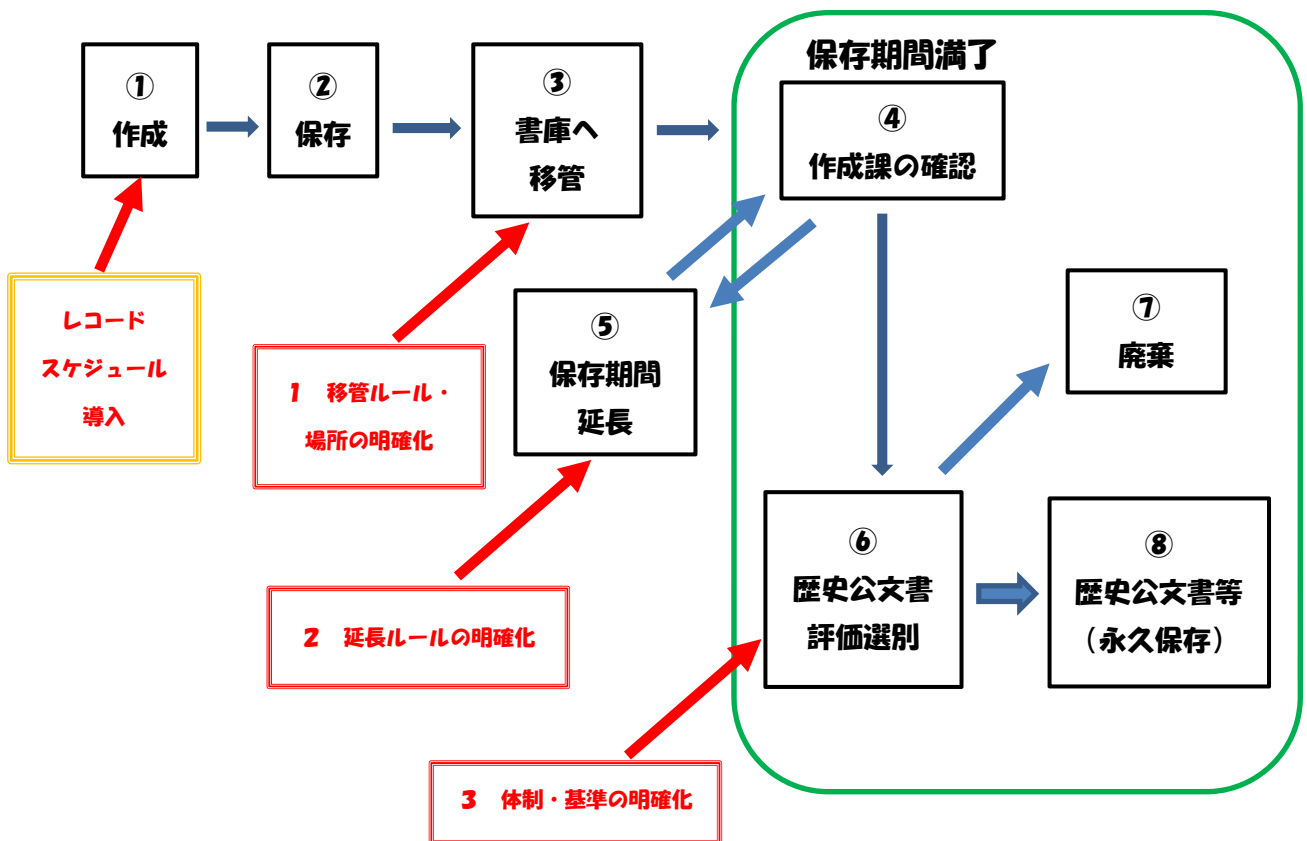 保存期間満了
①
作成
②
保存
③
書庫へ
移管
④
作成課の確認
レコード
スケジュール
導入
1 移管ルール・
場所の明確化
⑤
保存期間
延長
⑦
廃棄
2 延長ルールの明確化
⑥
歴史公文書
評価選別
⑧
歴史公文書等
（永久保存）
3 体制・基準の明確化